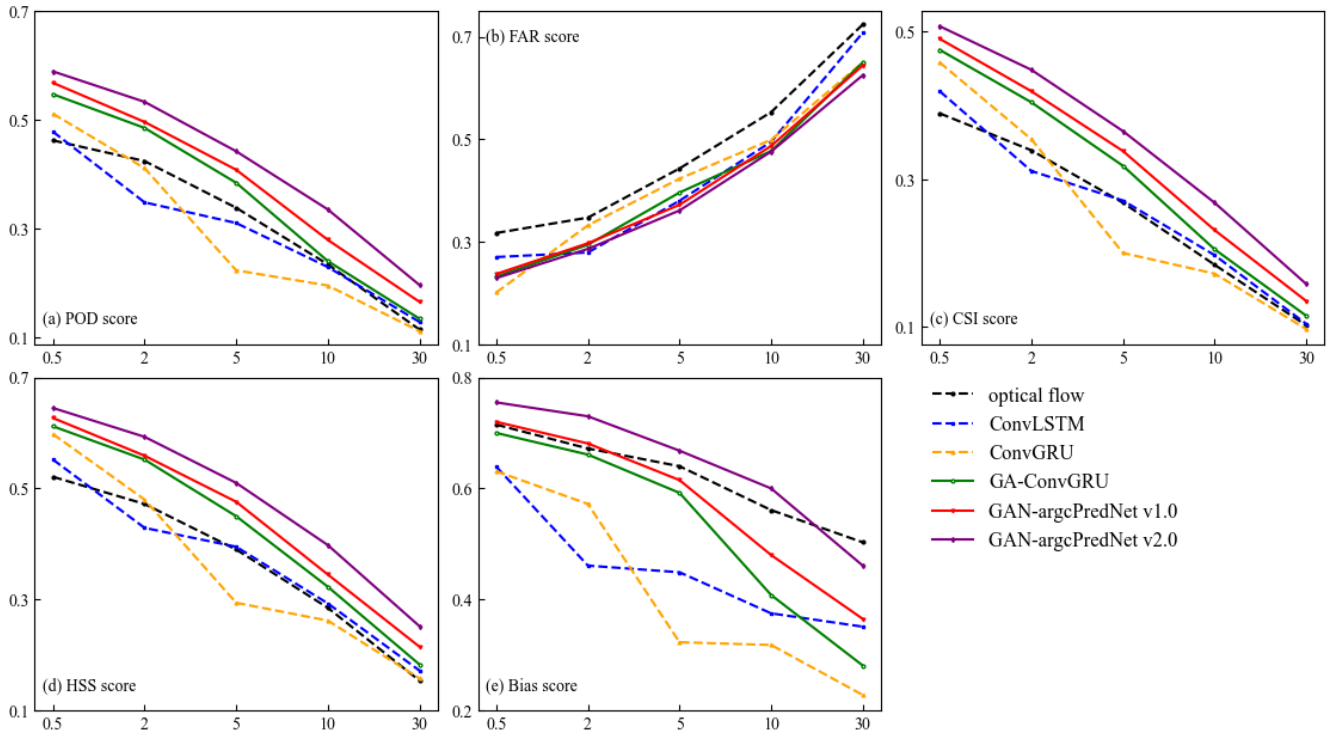 0.7
0.5
0.3
0.1
(a) POD score
0.5 2 5 10 30
0.7
0.5
0.3
0.1
(b) FAR score
0.5 2 5 10 30
0.5
0.3
0.1
(c) CSI score
0.5 2 5 10 30
0.7
0.5
0.3
0.1
(d) HSS score
0.5 2 5 10 30
0.8
0.6
0.4
0.2
(e) Bias score
0.5 2 5 10 30
optical flow
ConvLSTM
ConvGRU
GA-ConvGRU
GAN-argcPredNet v1.0
GAN-argcPredNet v2.0